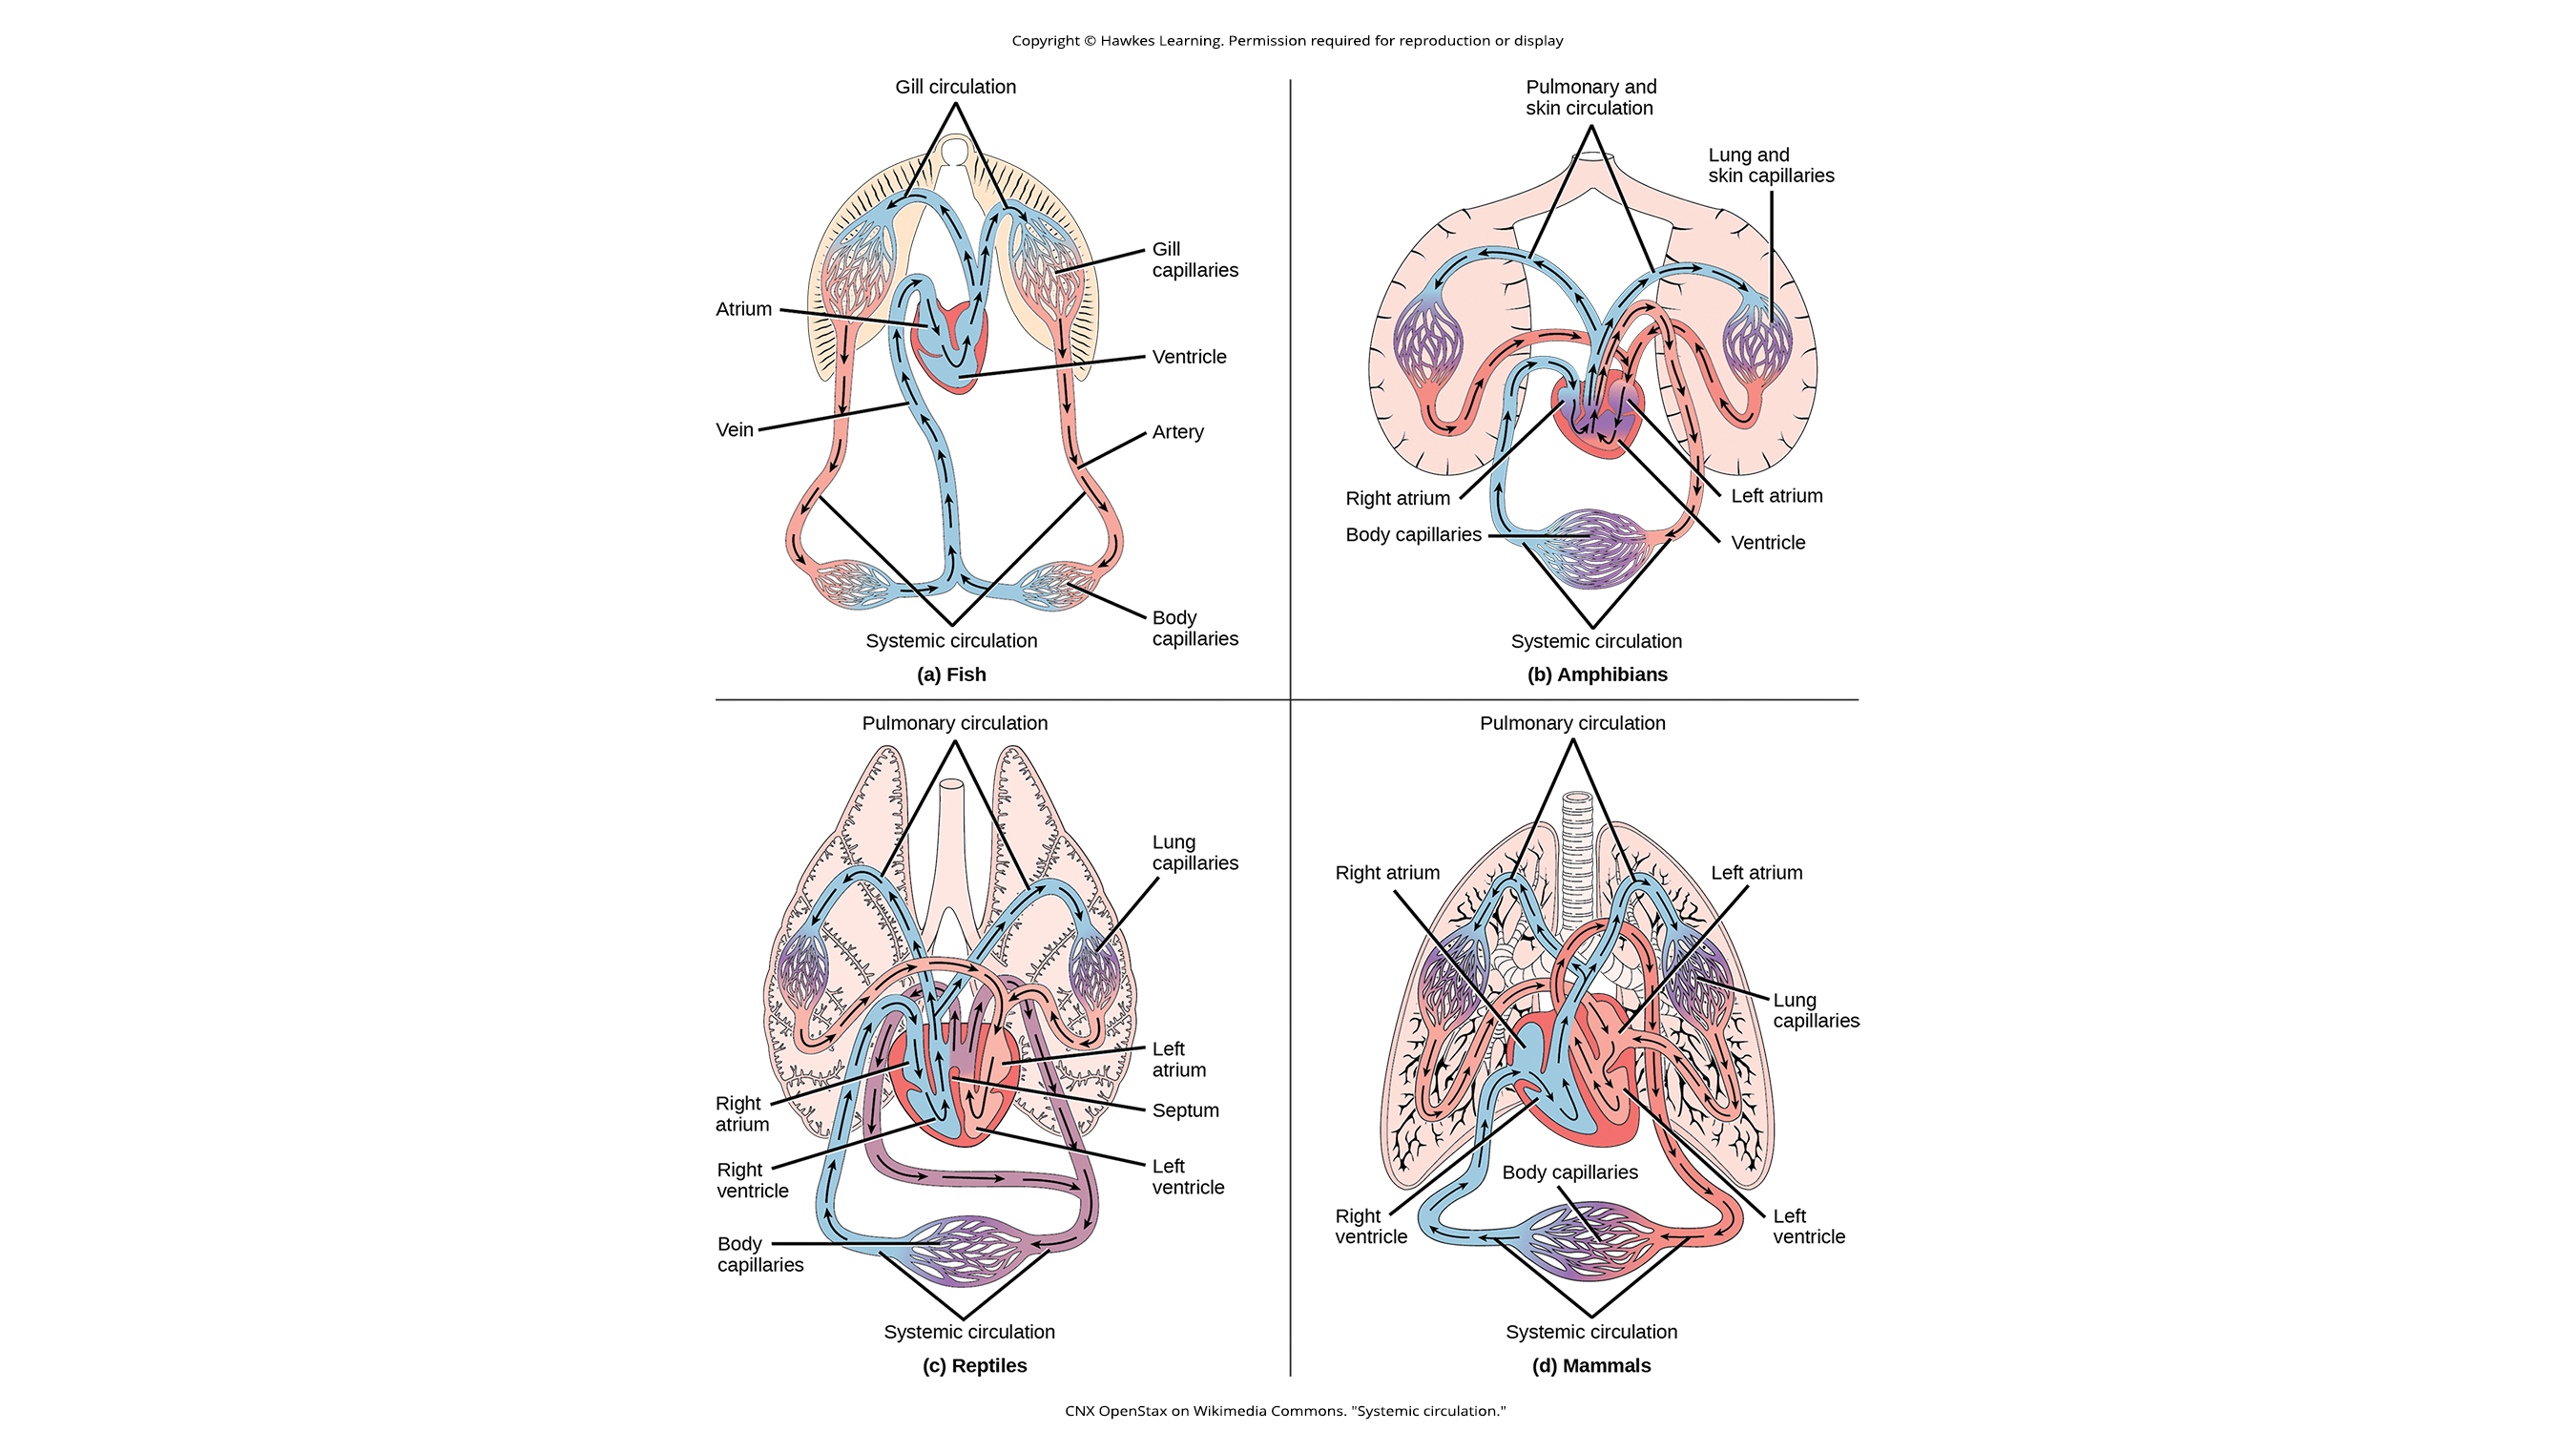 Copyright © Hawkes Learning. Permission required for reproduction or display
Gill circulation
Gill
capillaries
Atrium
Ventricle
Vein
Artery
Body
capillaries
Systemic circulation
(a) Fish
Pulmonary and
skin circulation
Lung and
skin capillaries
Right atrium
Left atrium
Body capillaries
Ventricle
Systemic circulation
(b) Amphibians
Pulmonary circulation
Lung
capillaries
Left
atrium
Right
atrium
Septum
Right
ventricle
Left
ventricle
Body
capillaries
Systemic circulation
(c) Reptiles
Pulmonary circulation
Right atrium
Left atrium
Lung
capillaries
Body capillaries
Right
ventricle
Left
ventricle
Systemic circulation
(d) Mammals
CNX OpenStax on Wikimedia Commons. "Systemic circulation."